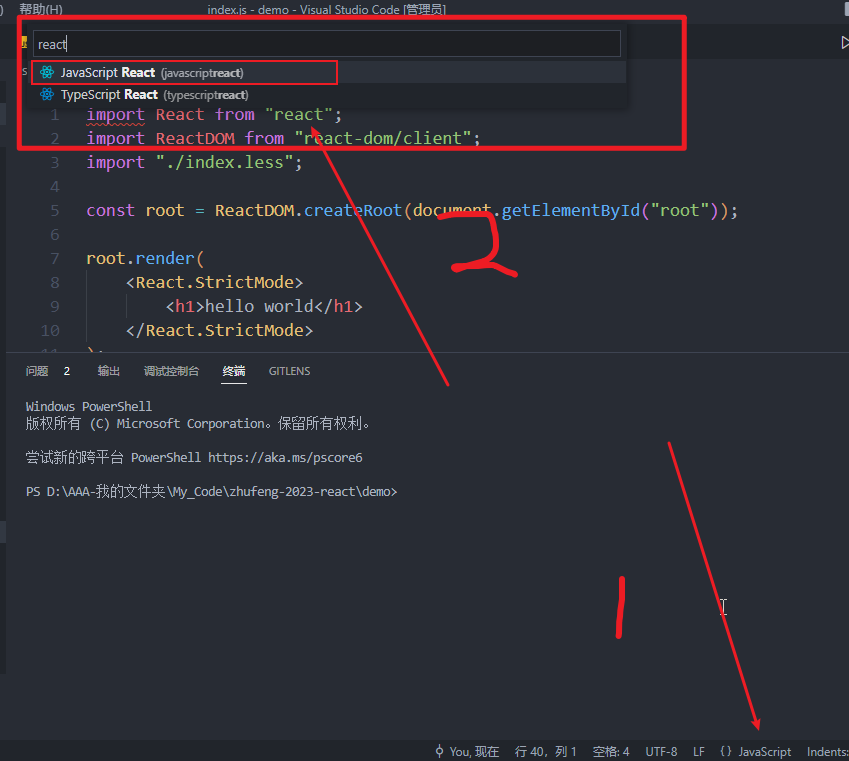 ) 帮助(H) index.js - demo - Visual Studio Code [管理员]
react
JavaScript React (javascriptreact)
TypeScript React (typescriptreact)
1 import React from "react";
2 import ReactDOM from "react-dom/client";
3 import "./index.less";
4
5 const root = ReactDOM.createRoot(document.getElementById("root"));
6
7 root.render(
8 <React.StrictMode>
9 <h1>hello world</h1>
10 </React.StrictMode>
11 );
2
问题 2 输出 调试控制台 终端 GITLENS
Windows PowerShell
版权所有 (C) Microsoft Corporation。保留所有权利。
尝试新的跨平台 PowerShell https://aka.ms/pscore6
PS D:\AAA-我的文件夹\My_Code\zhufeng-2023-react\demo>
1
You, 现在 行 40，列 1 空格: 4 UTF-8 LF {} JavaScript Indents: